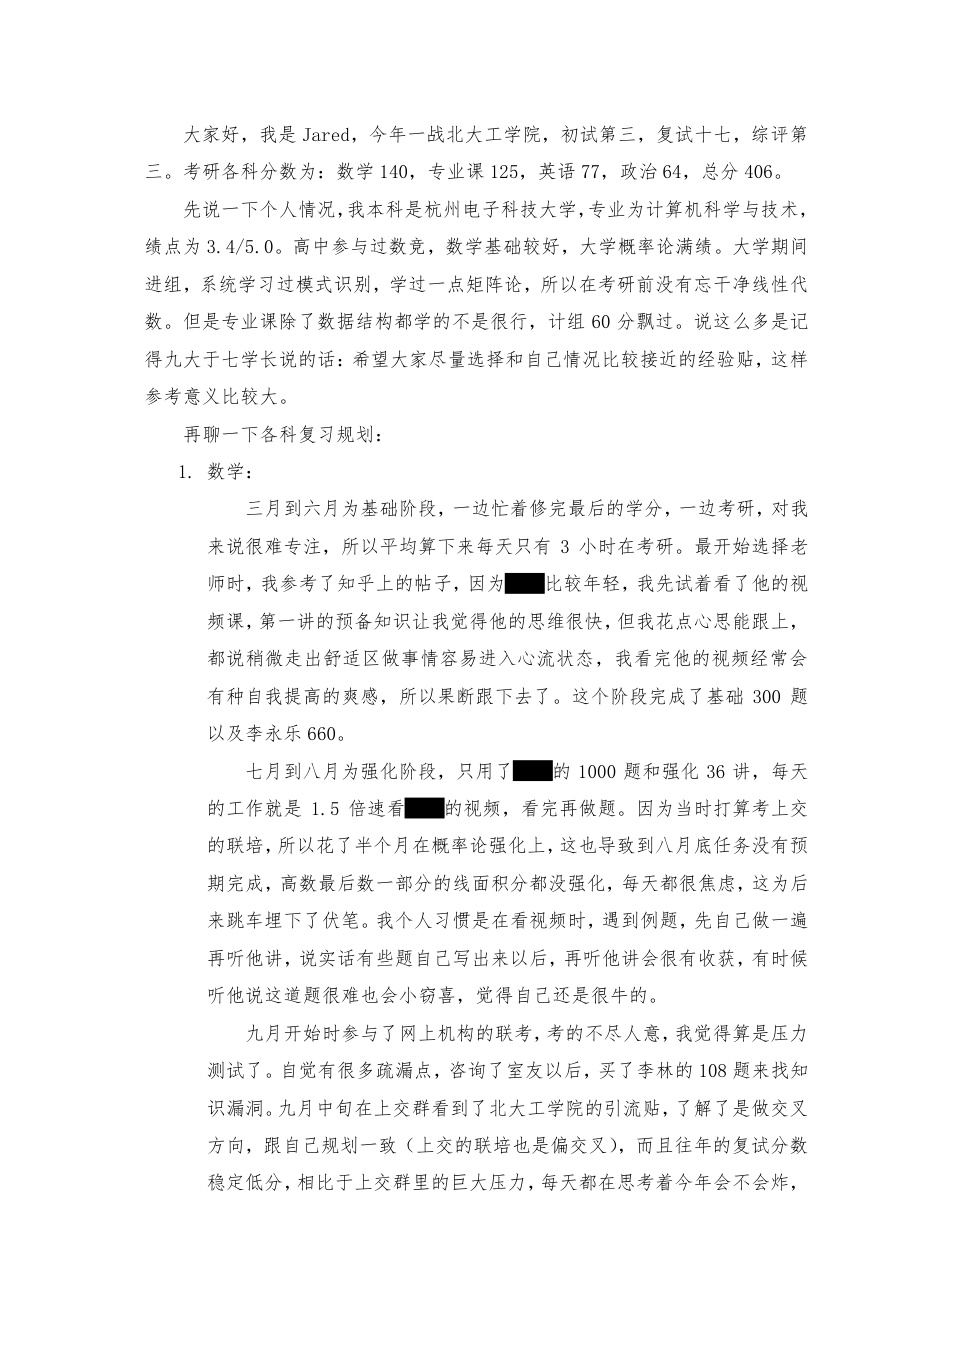 大家好，我是 Jared，今年一战北大工学院，初试第三，复试十七，综评第
三。考研各科分数为：数学 140，专业课 125，英语 77，政治 64，总分 406。
先说一下个人情况，我本科是杭州电子科技大学，专业为计算机科学与技术，
绩点为 3.4/5.0。高中参与过数竞，数学基础较好，大学概率论满绩。大学期间
进组，系统学习过模式识别，学过一点矩阵论，所以在考研前没有忘干净线性代
数。但是专业课除了数据结构都学的不是很行，计组 60 分飘过。说这么多是记
得九大于七学长说的话：希望大家尽量选择和自己情况比较接近的经验贴，这样
参考意义比较大。
再聊一下各科复习规划：
1. 数学：
三月到六月为基础阶段，一边忙着修完最后的学分，一边考研，对我
来说很难专注，所以平均算下来每天只有 3 小时在考研。最开始选择老
师时，我参考了知乎上的帖子，因为比较年轻，我先试着看了他的视
频课，第一讲的预备知识让我觉得他的思维很快，但我花点心思能跟上，
都说稍微走出舒适区做事情容易进入心流状态，我看完他的视频经常会
有种自我提高的爽感，所以果断跟下去了。这个阶段完成了基础 300 题
以及李永乐 660。
七月到八月为强化阶段，只用了的 1000 题和强化 36 讲，每天
的工作就是 1.5 倍速看的视频，看完再做题。因为当时打算考上交
的联培，所以花了半个月在概率论强化上，这也导致到八月底任务没有预
期完成，高数最后数一部分的线面积分都没强化，每天都很焦虑，这为后
来跳车埋下了伏笔。我个人习惯是在看视频时，遇到例题，先自己做一遍
再听他讲，说实话有些题自己写出来以后，再听他讲会很有收获，有时候
听他说这道题很难也会小窃喜，觉得自己还是很牛的。
九月开始时参与了网上机构的联考，考的不尽人意，我觉得算是压力
测试了。自觉有很多疏漏点，咨询了室友以后，买了李林的 108 题来找知
识漏洞。九月中旬在上交群看到了北大工学院的引流贴，了解了是做交叉
方向，跟自己规划一致（上交的联培也是偏交叉），而且往年的复试分数
稳定低分，相比于上交群里的巨大压力，每天都在思考着今年会不会炸，